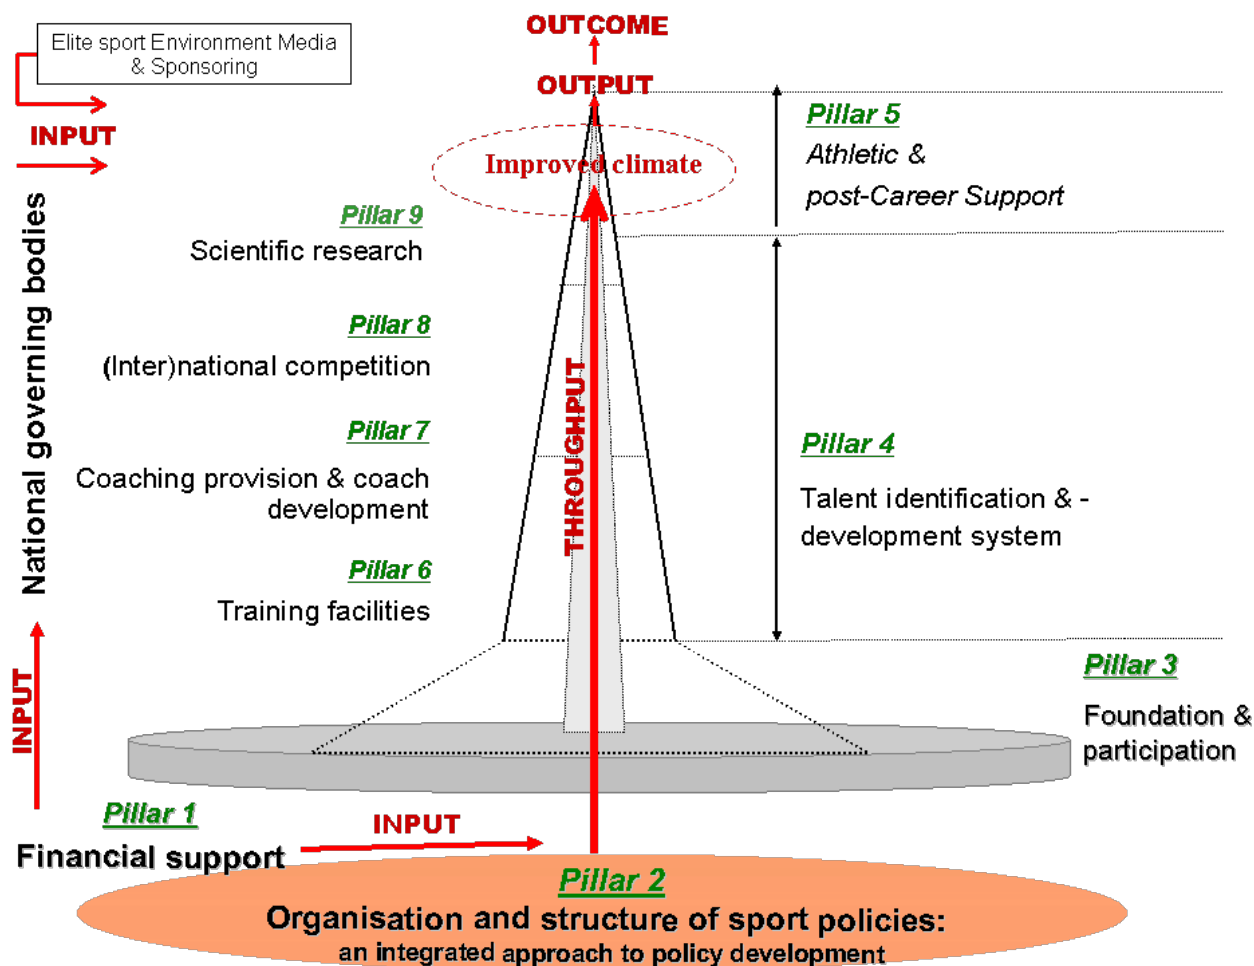 OUTCOME
Elite sport Environment Media
& Sponsoring
OUTPUT
INPUT
Pillar 5
Athletic &
post-Career Support
Improved climate
Pillar 9
Scientific research
National governing bodies
Pillar 8
(Inter)national competition
THROUGHPUT
Pillar 7
Coaching provision & coach
development
Pillar 4
Talent identification & -
development system
Pillar 6
Training facilities
INPUT
Pillar 3
Foundation &
participation
Pillar 1
Financial support
INPUT
Pillar 2
Organisation and structure of sport policies:
an integrated approach to policy development